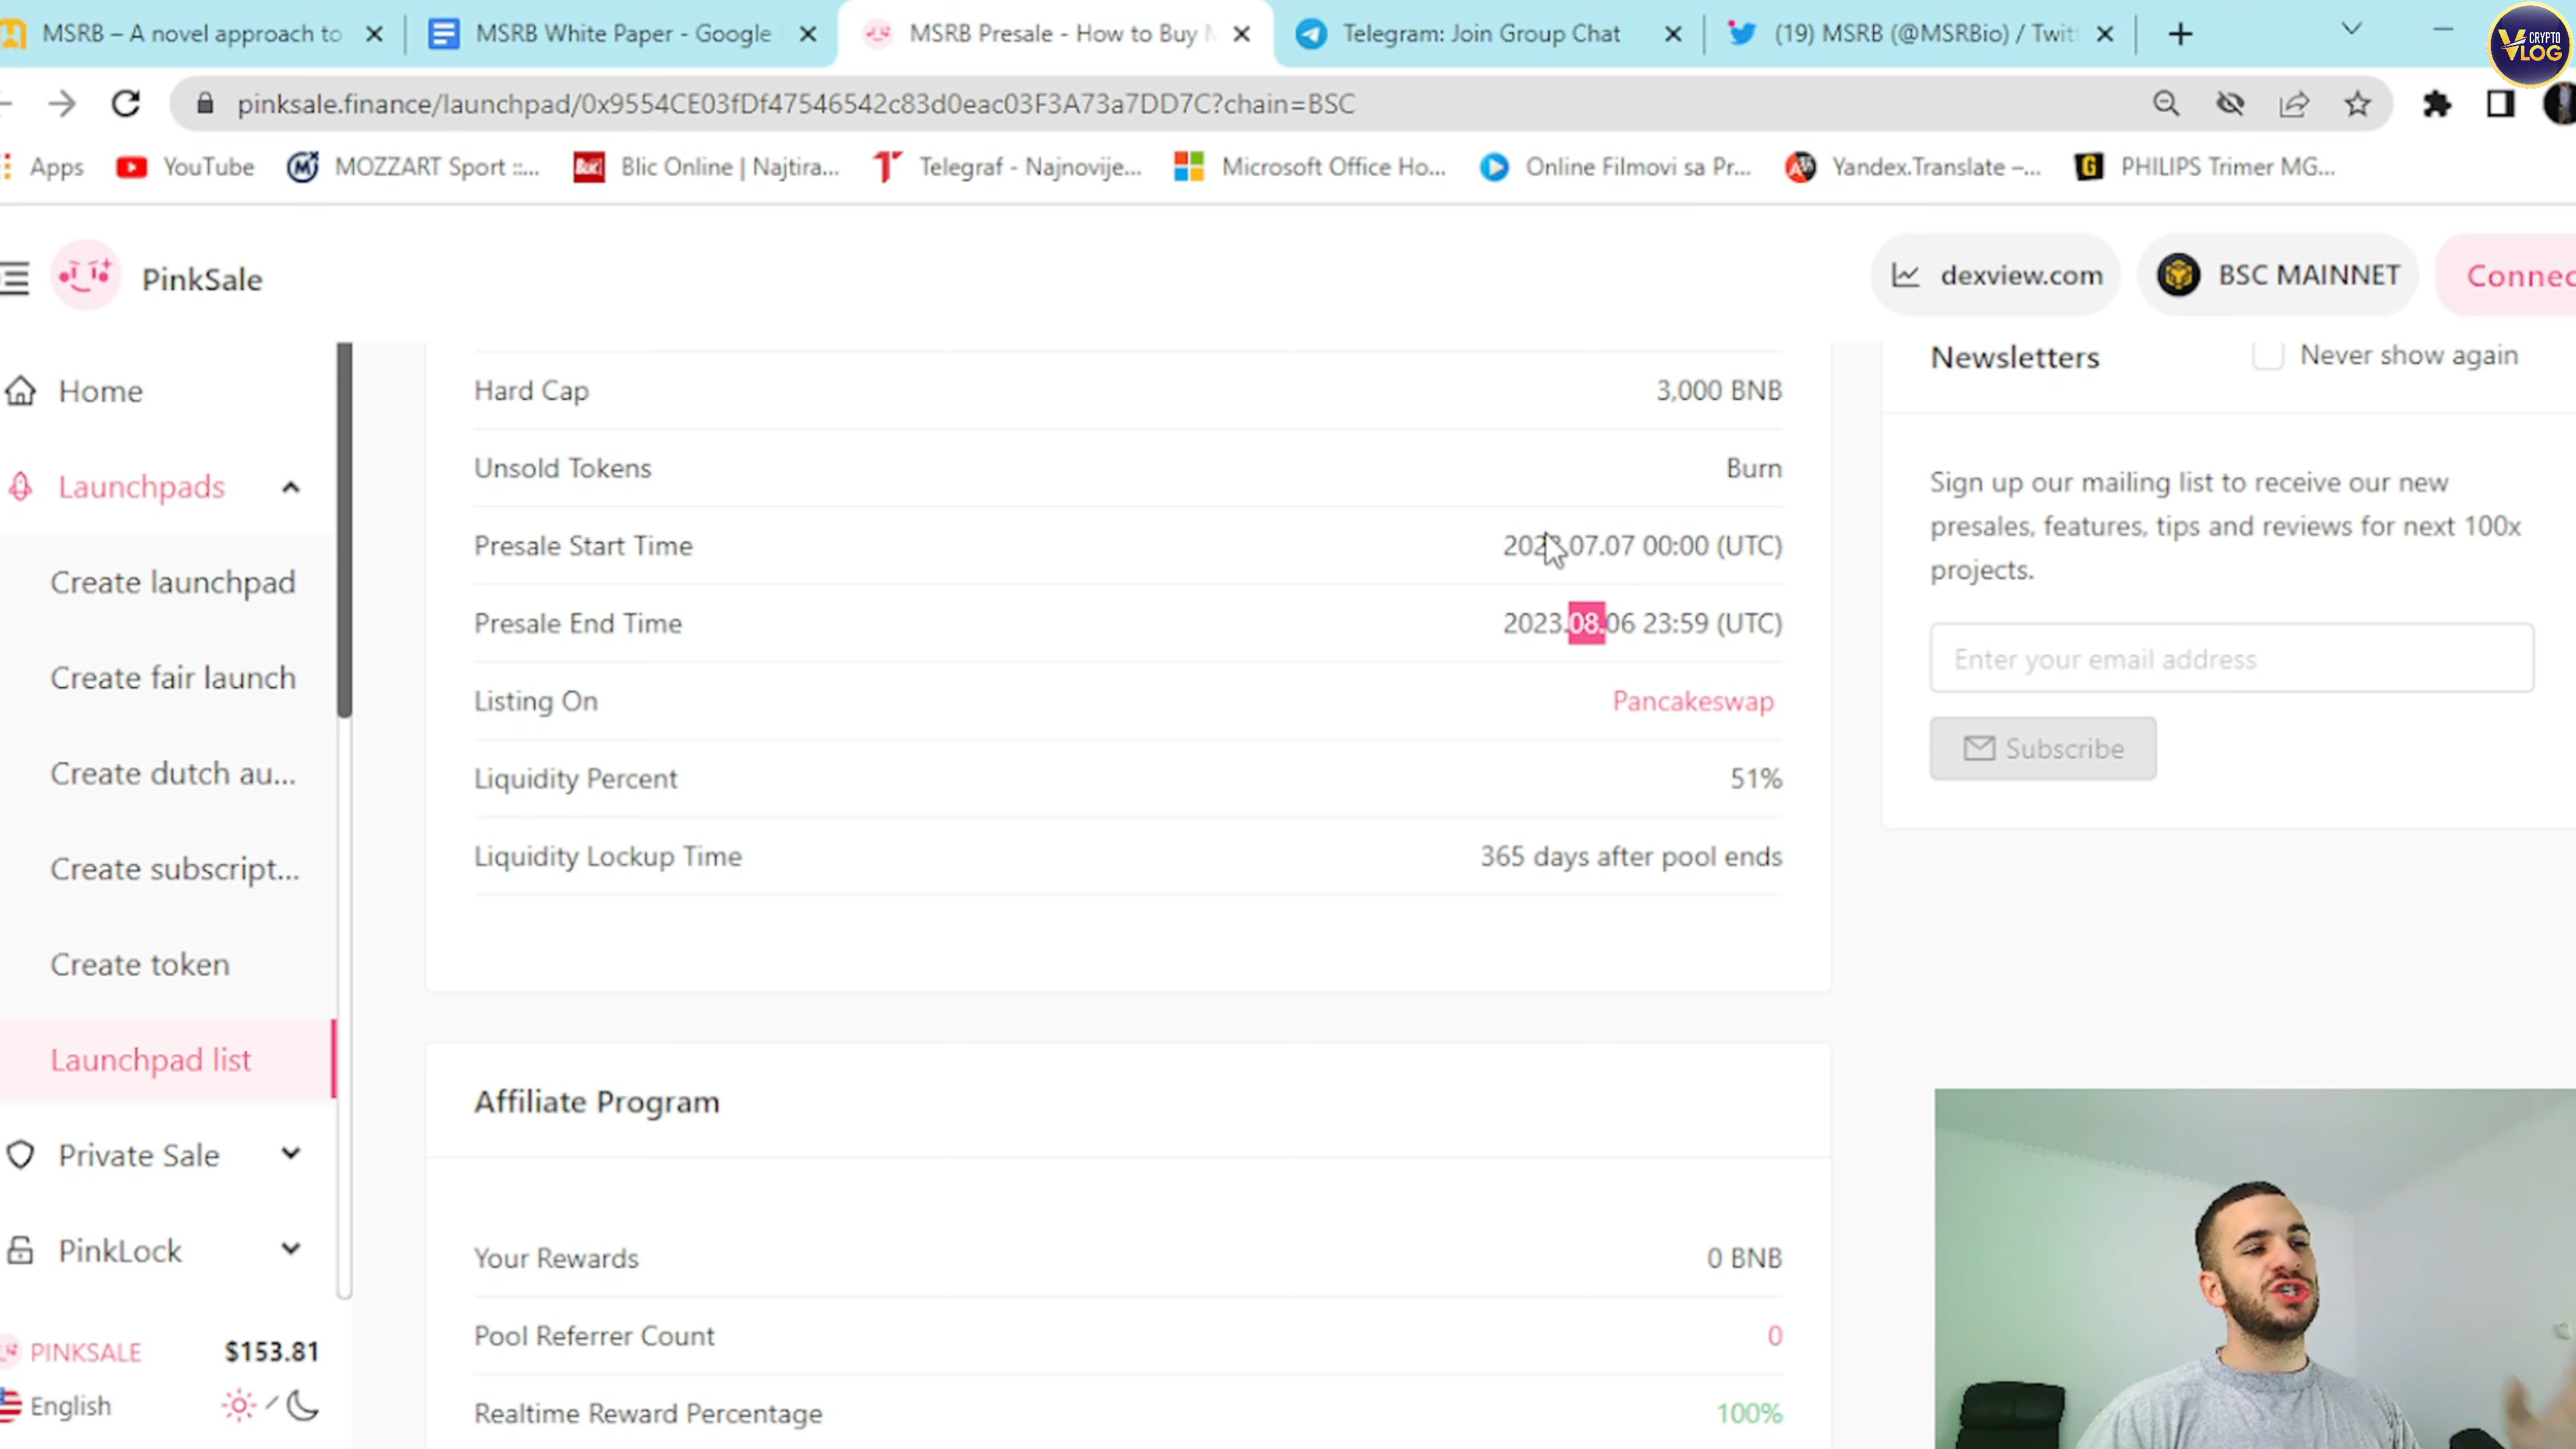 MSRB – A novel approach to
MSRB White Paper - Google
MSRB Presale - How to Buy
Telegram: Join Group Chat
(19) MSRB (@MSRBio) / Twit
CRYPTO
VLOG
pinksale.finance/launchpad/0x9554CE03fDf47546542c83d0eac03F3A73a7DD7C?chain=BSC
Apps
YouTube
MOZZART Sport ::...
Blic Online | Najtira...
Telegraf - Najnovije...
Microsoft Office Ho...
Online Filmovi sa Pr...
Yandex.Translate –...
PHILIPS Trimer MG...
PinkSale
dexview.com
BSC MAINNET
Connec
Home
Launchpads
Create launchpad
Create fair launch
Create dutch au...
Create subscript...
Create token
Launchpad list
Private Sale
PinkLock
PINKSALE $153.81
English
Hard Cap 3,000 BNB
Unsold Tokens Burn
Presale Start Time 2023.07.07 00:00 (UTC)
Presale End Time 2023.08.06 23:59 (UTC)
Listing On Pancakeswap
Liquidity Percent 51%
Liquidity Lockup Time 365 days after pool ends
Affiliate Program
Your Rewards 0 BNB
Pool Referrer Count 0
Realtime Reward Percentage 100%
Newsletters
Never show again
Sign up our mailing list to receive our new
presales, features, tips and reviews for next 100x
projects.
Enter your email address
Subscribe